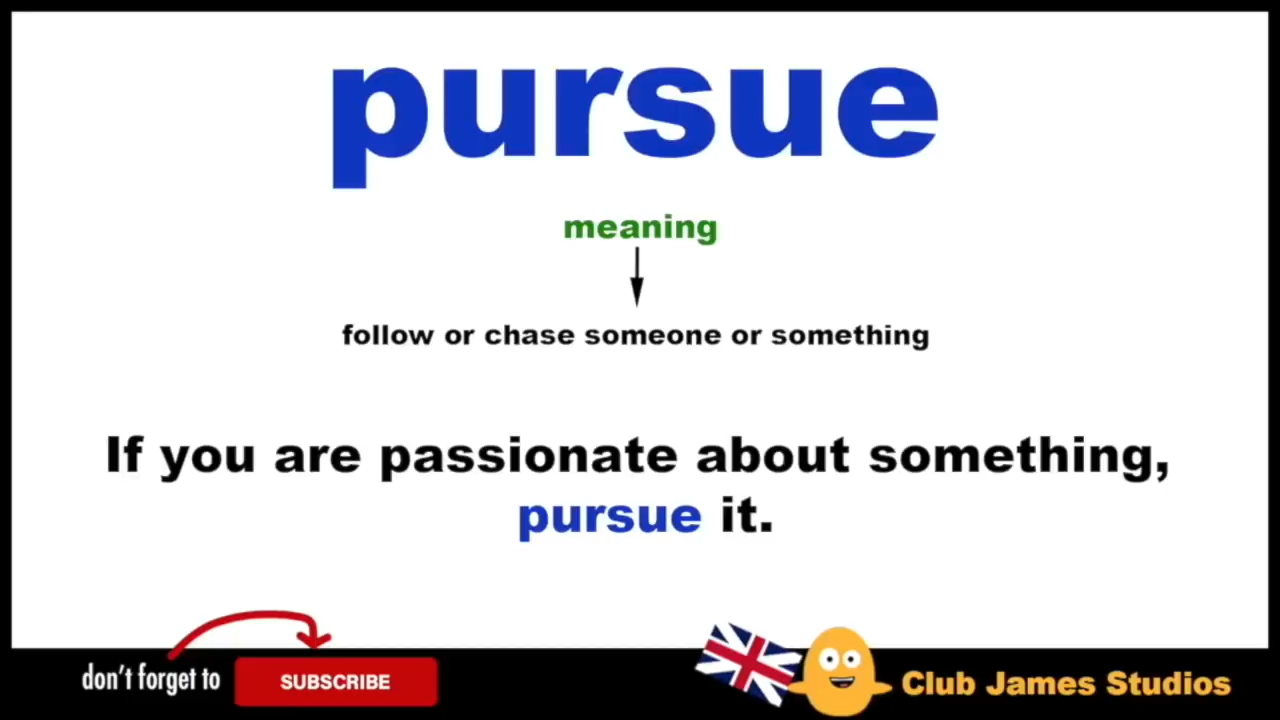 pursue
meaning
follow or chase someone or something
If you are passionate about something,
pursue it.
don't forget to
SUBSCRIBE
Club James Studios